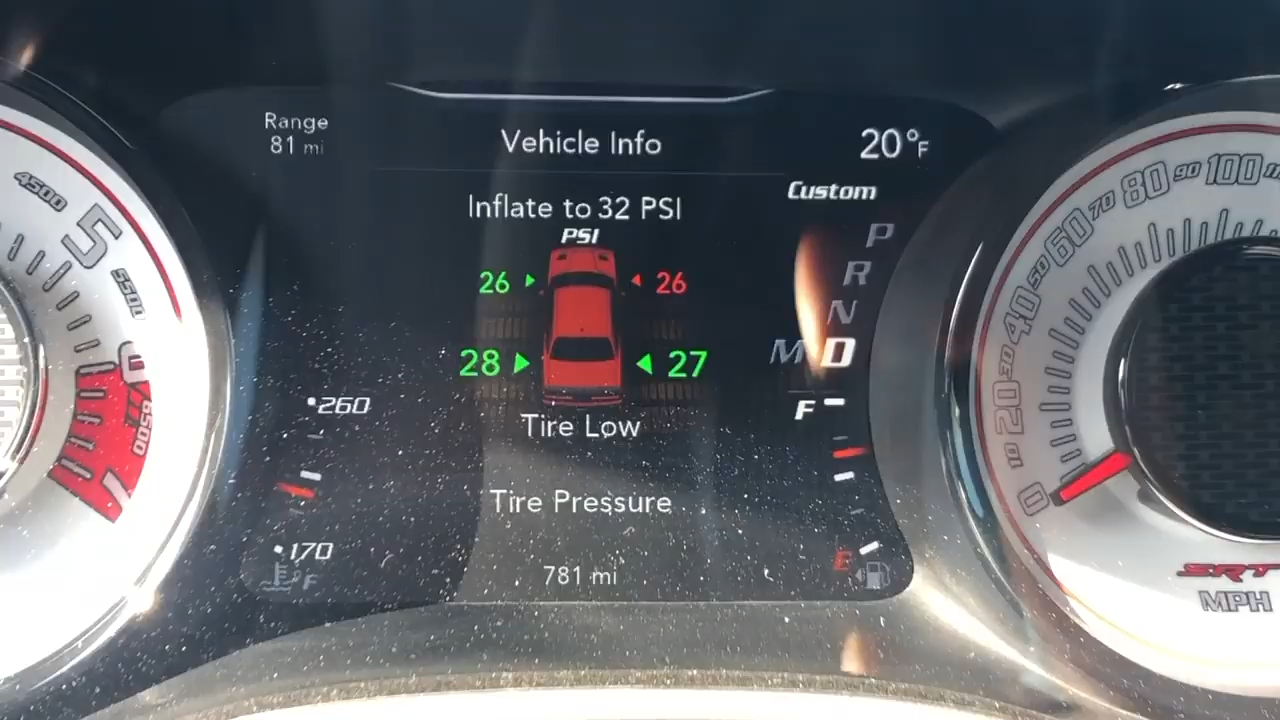 Range
81 mi
Vehicle Info
20°F
Custom
Inflate to 32 PSI
PSI
26 26
28 27
Tire Low
Tire Pressure
781 mi
P
R
N
M D
F
E
260
170
F
4500
5
5500
6
6500
7
0
10
20
30
40
50
60
70
80
90
100
SRT
MPH